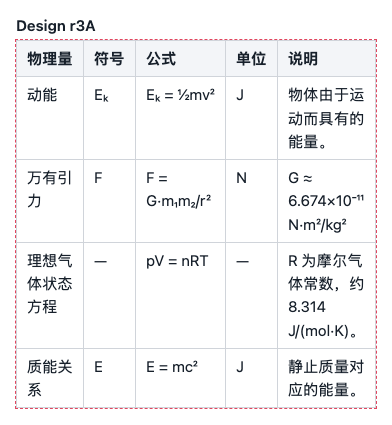 Design r3A
物理量 符号 公式 单位 说明
动能 Eₖ Eₖ = ½mv² J 物体由于运
动而具有的
能量。
万有引 F F = N G ≈
力 G·m₁m₂/r² 6.674×10⁻¹¹
N·m²/kg²
理想气 — pV = nRT — R 为摩尔气
体状态 体常数，约
方程 8.314
J/(mol·K)。
质能关 E E = mc² J 静止质量对
系 应的能量。